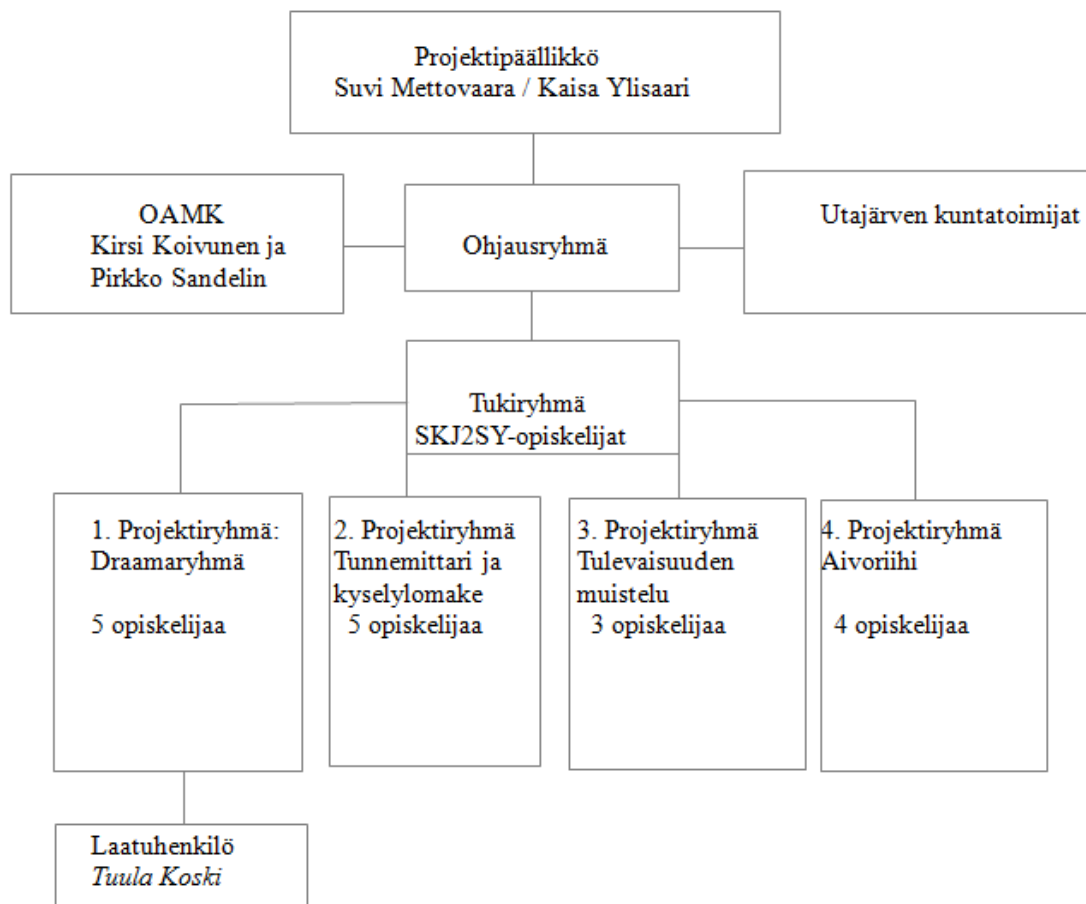 Projektipäällikkö
Suvi Mettovaara / Kaisa Ylisaari
OAMK
Kirsi Koivunen ja
Pirkko Sandelin
Ohjausryhmä
Utajärven kuntatoimijat
Tukiryhmä
SKJ2SY-opiskelijat
1. Projektiryhmä:
Draamaryhmä
5 opiskelijaa
2. Projektiryhmä
Tunnemittari ja
kyselylomake
5 opiskelijaa
3. Projektiryhmä
Tulevaisuuden
muistelu
3 opiskelijaa
4. Projektiryhmä
Aivoriihi
4 opiskelijaa
Laatuhenkilö
Tuula Koski